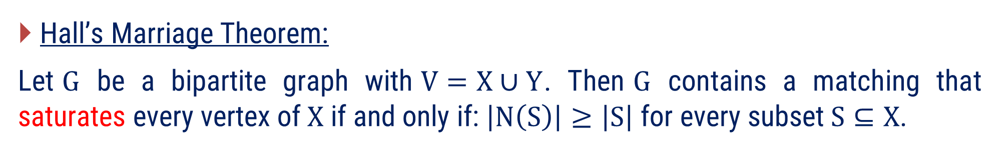 Hall’s Marriage Theorem:
Let G be a bipartite graph with V = X ∪ Y. Then G contains a matching that
saturates every vertex of X if and only if: |N(S)| ≥ |S| for every subset S ⊆ X.